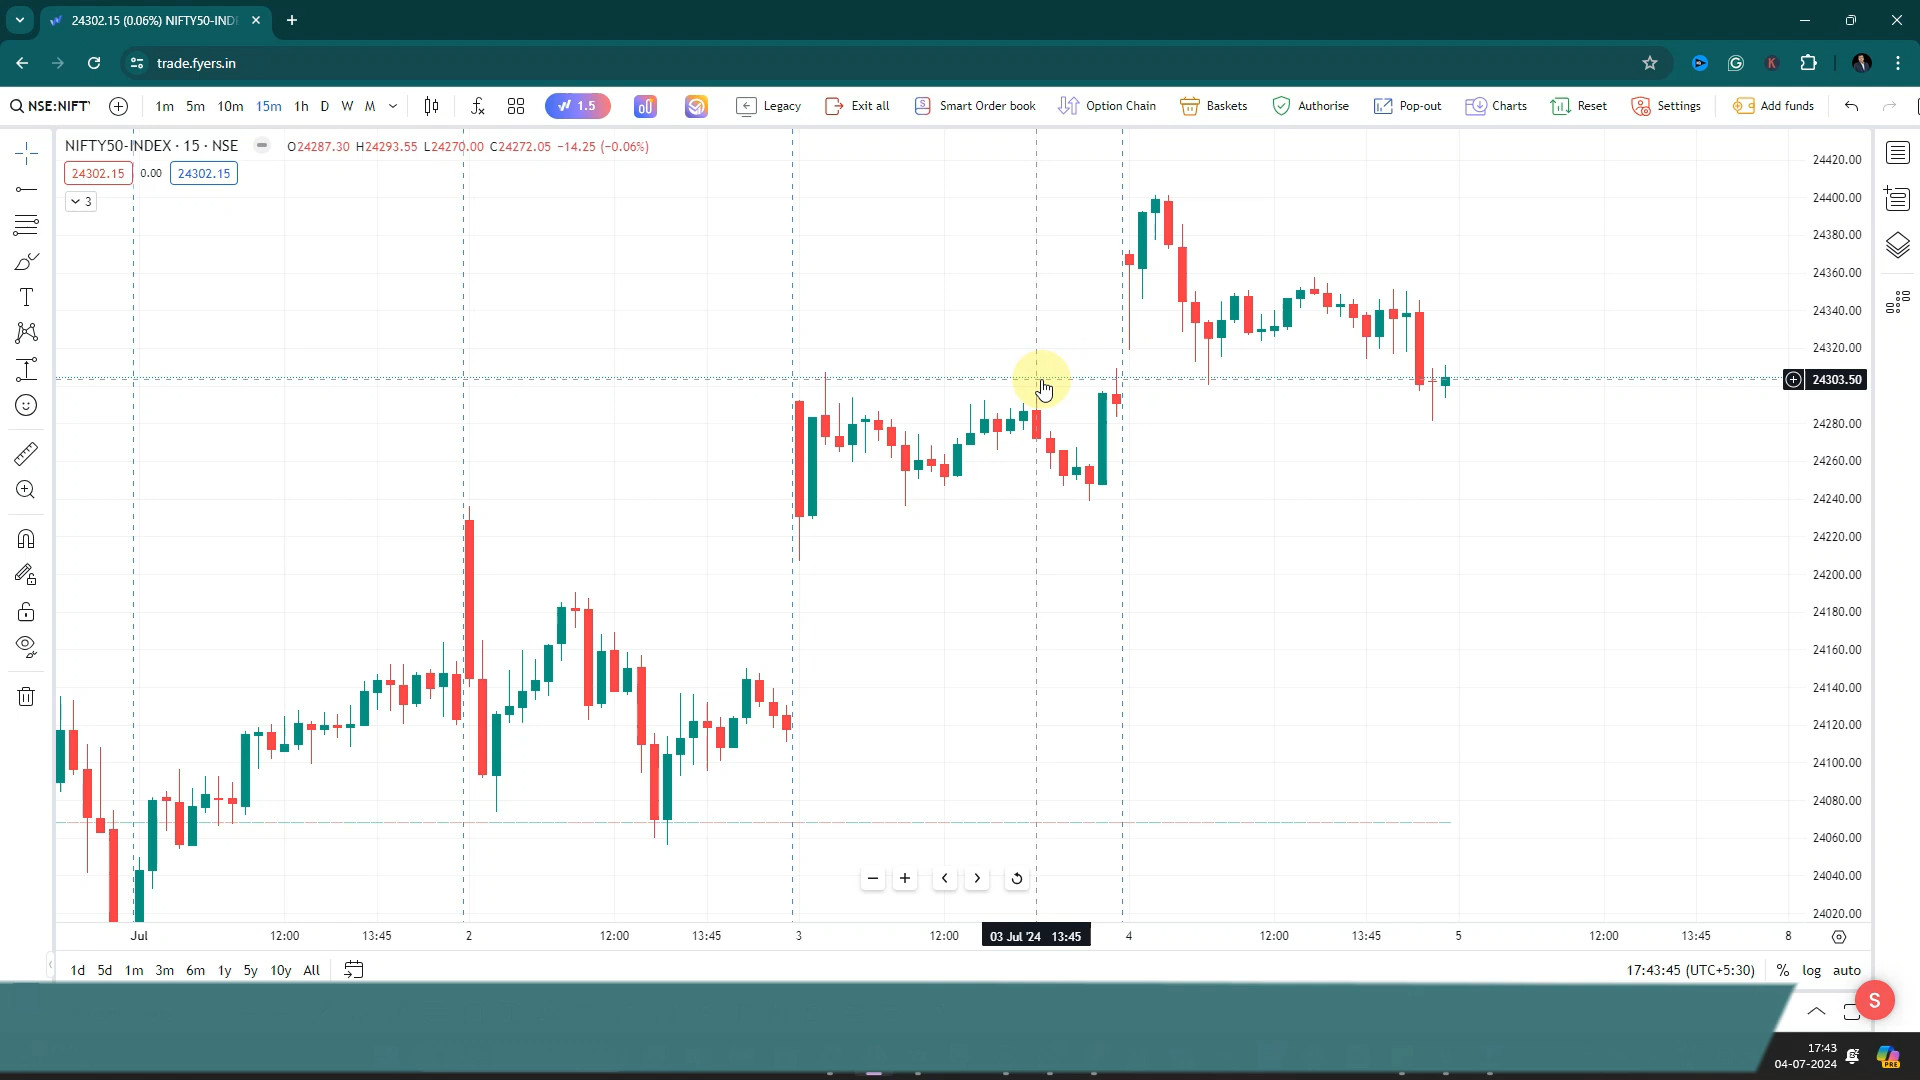 24302.15 (0.06%) NIFTY50-INDE
trade.fyers.in
NSE:NIFTY
1m 5m 10m 15m 1h D W M
1.5
Legacy
Exit all
Smart Order book
Option Chain
Baskets
Authorise
Pop-out
Charts
Reset
Settings
Add funds
NIFTY50-INDEX · 15 · NSE
O24287.30 H24293.55 L24270.00 C24272.05 -14.25 (-0.06%)
24302.15 0.00 24302.15
3
24420.00
24400.00
24380.00
24360.00
24340.00
24320.00
24303.50
24280.00
24260.00
24240.00
24220.00
24200.00
24180.00
24160.00
24140.00
24120.00
24100.00
24080.00
24060.00
24040.00
24020.00
Jul 12:00 13:45 2 12:00 13:45 3 12:00 03 Jul '24 13:45 4 12:00 13:45 5 12:00 13:45 8
1d 5d 1m 3m 6m 1y 5y 10y All
17:43:45 (UTC+5:30) % log auto
S
17:43
04-07-2024
PRE